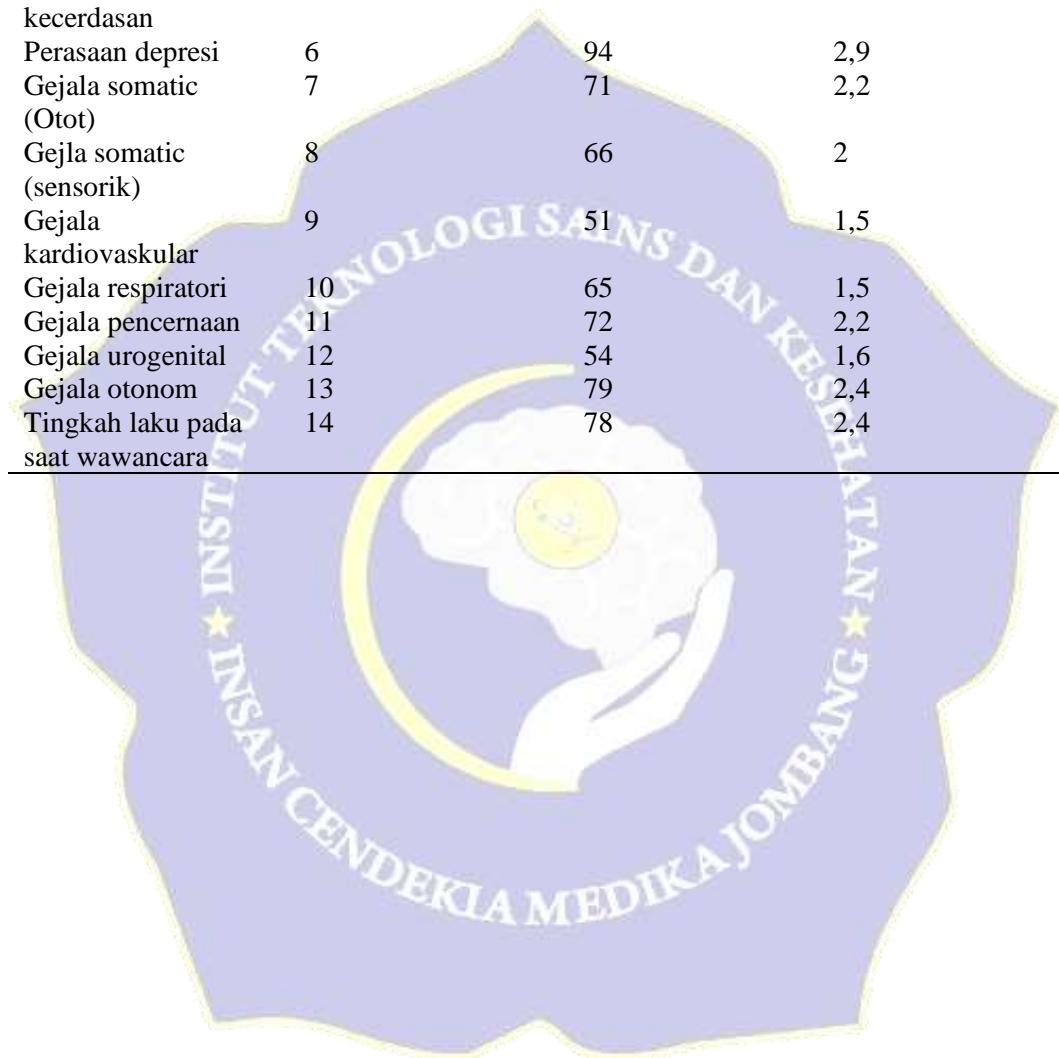 kecerdasan
Perasaan depresi 6 94 2,9
Gejala somatic 7 71 2,2
(Otot)
Gejla somatic 8 66 2
(sensorik)
Gejala 9 51 1,5
kardiovaskular
Gejala respiratori 10 65 1,5
Gejala pencernaan 11 72 2,2
Gejala urogenital 12 54 1,6
Gejala otonom 13 79 2,4
Tingkah laku pada 14 78 2,4
saat wawancara
INSTITUT TEKNOLOGI SAINS DAN KESEHATAN
INSAN CENDEKIA MEDIKA JOMBANG